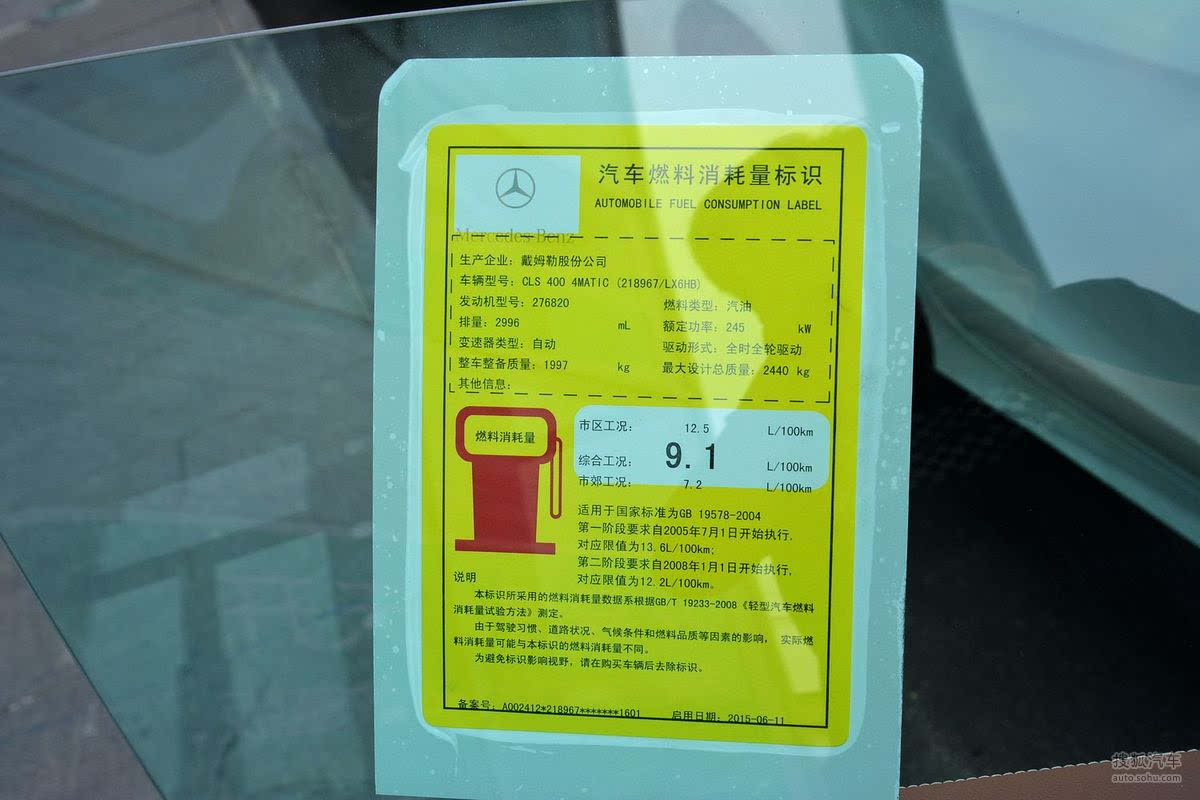 汽车燃料消耗量标识
AUTOMOBILE FUEL CONSUMPTION LABEL
Mercedes-Benz
生产企业: 戴姆勒股份公司
车辆型号: CLS 400 4MATIC (218967/LX6HB)
发动机型号: 276820 燃料类型: 汽油
排量: 2996 mL 额定功率: 245 kW
变速器类型: 自动 驱动形式: 全时全轮驱动
整车整备质量: 1997 kg 最大设计总质量: 2440 kg
其他信息:
燃料消耗量
市区工况: 12.5 L/100km
综合工况: 9.1 L/100km
市郊工况: 7.2 L/100km
适用于国家标准为GB 19578-2004
第一阶段要求自2005年7月1日开始执行,
对应限值为13.6L/100km;
第二阶段要求自2008年1月1日开始执行,
对应限值为12.2L/100km。
说明
本标识所采用的燃料消耗量数据系根据GB/T 19233-2008《轻型汽车燃料
消耗量试验方法》测定。
由于驾驶习惯、道路状况、气候条件和燃料品质等因素的影响, 实际燃
料消耗量可能与本标识的燃料消耗量不同。
为避免标识影响视野, 请在购买车辆后去除标识。
备案号: A002412*218967*******1601 启用日期: 2015-06-11
搜狐汽车
auto.sohu.com